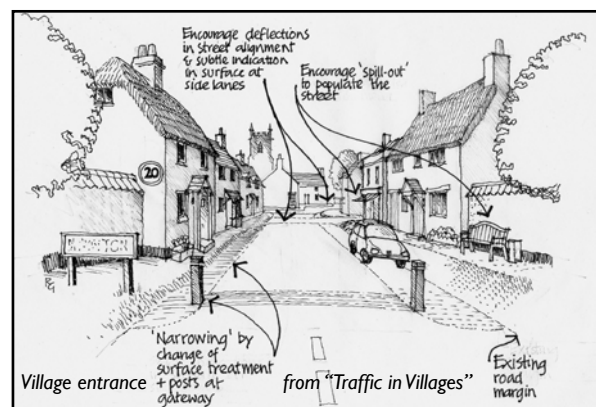 Encourage deflections
in street alignment
& subtle indication
in surface at
side lanes
Encourage 'spill-out'
to populate the
street
20
'Narrowing' by
change of
surface treatment
+ posts at
gateway
Existing
road
margin
Village entrance
from "Traffic in Villages"